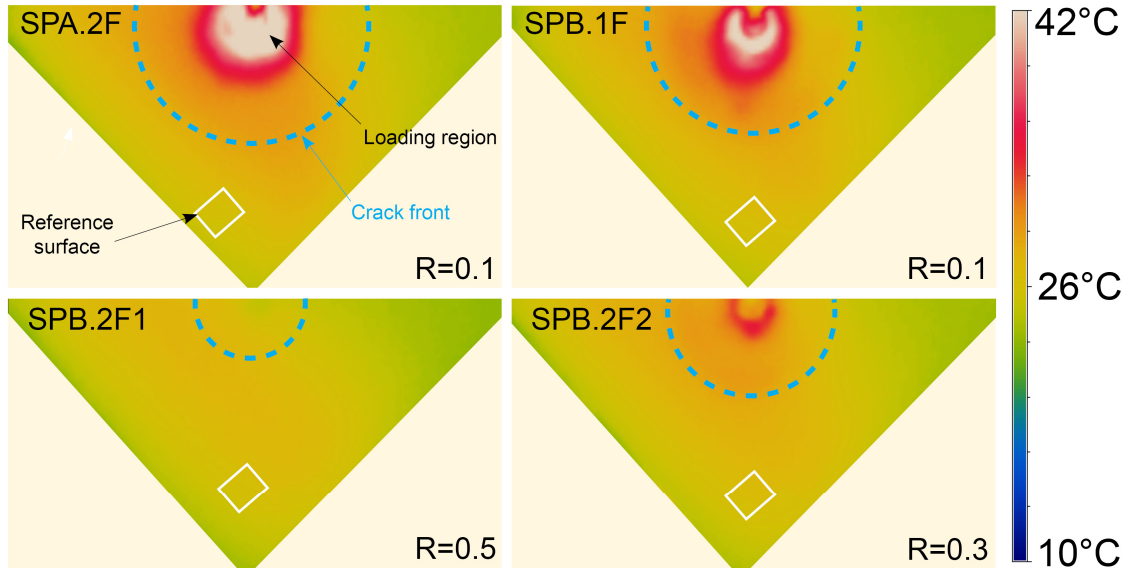 SPA.2F
Loading region
Crack front
Reference
surface
R=0.1
SPB.1F
R=0.1
SPB.2F1
R=0.5
SPB.2F2
R=0.3
42°C
26°C
10°C